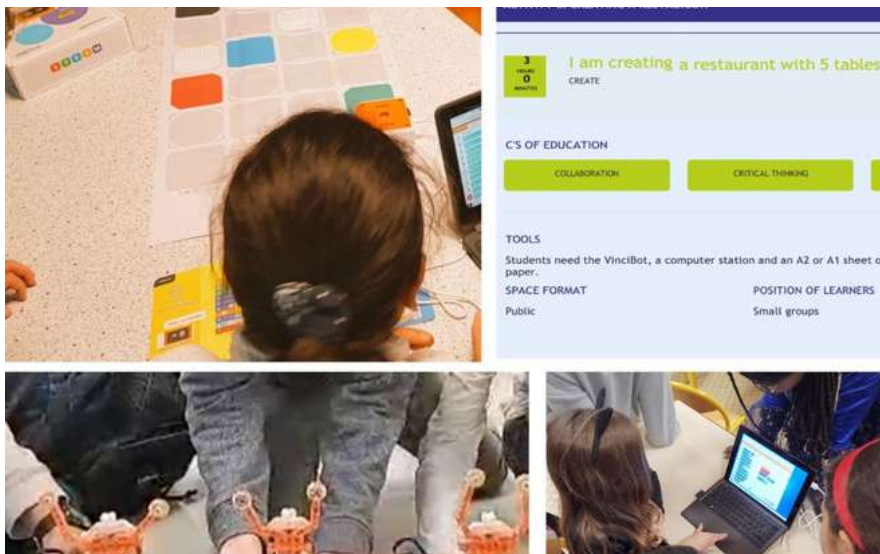 3
HOURS
0
MINUTES
I am creating a restaurant with 5 tables
CREATE
C'S OF EDUCATION
COLLABORATION
CRITICAL THINKING
TOOLS
Students need the VinciBot, a computer station and an A2 or A1 sheet o
paper.
SPACE FORMAT
POSITION OF LEARNERS
Public
Small groups